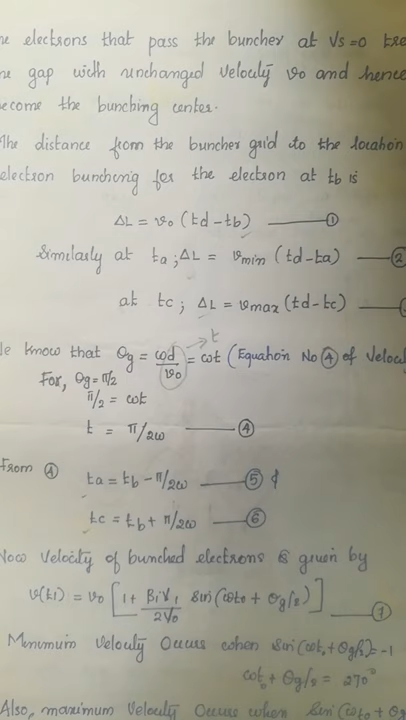 electrons that pass the buncher at Vs=0
gap with unchanged velocity v₀ and hence
become the bunching center.
The distance from the buncher grid to the location
electron bunching for the electron at tb is
ΔL = v₀ (td - tb) — ①
Similarly at ta ; ΔL = vmin (td - ta) — ②
at tc ; ΔL = vmax (td - tc) —
know that θg = ωd/v₀ = ωt (Equation No ④ of Veloc
→ t
For, θg = π/2
π/2 = ωt
t = π/2ω — ④
From ④ ta = tb - π/2ω — ⑤ &
tc = tb + π/2ω — ⑥
Now Velocity of bunched electrons is given by
v(t1) = v₀ [1 + βiV1/2V₀ sin(ωt₀ + θg/2)] — ⑦
Minimum velocity Occurs when Sin(ωt₀ + θg/2) = -1
ωt₀ + θg/2 = 270°
Also, maximum Velocity Occurs when Sin(ωt₀ + θg